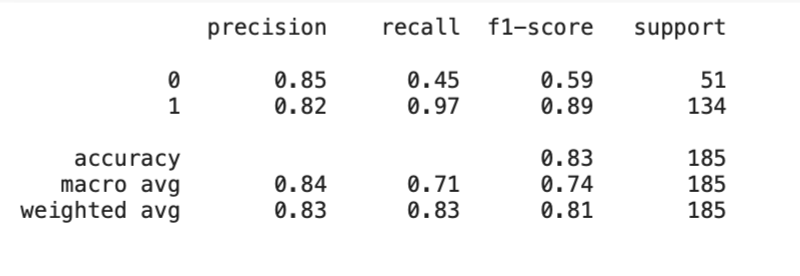 precision recall f1-score support
0 0.85 0.45 0.59 51
1 0.82 0.97 0.89 134
accuracy 0.83 185
macro avg 0.84 0.71 0.74 185
weighted avg 0.83 0.83 0.81 185